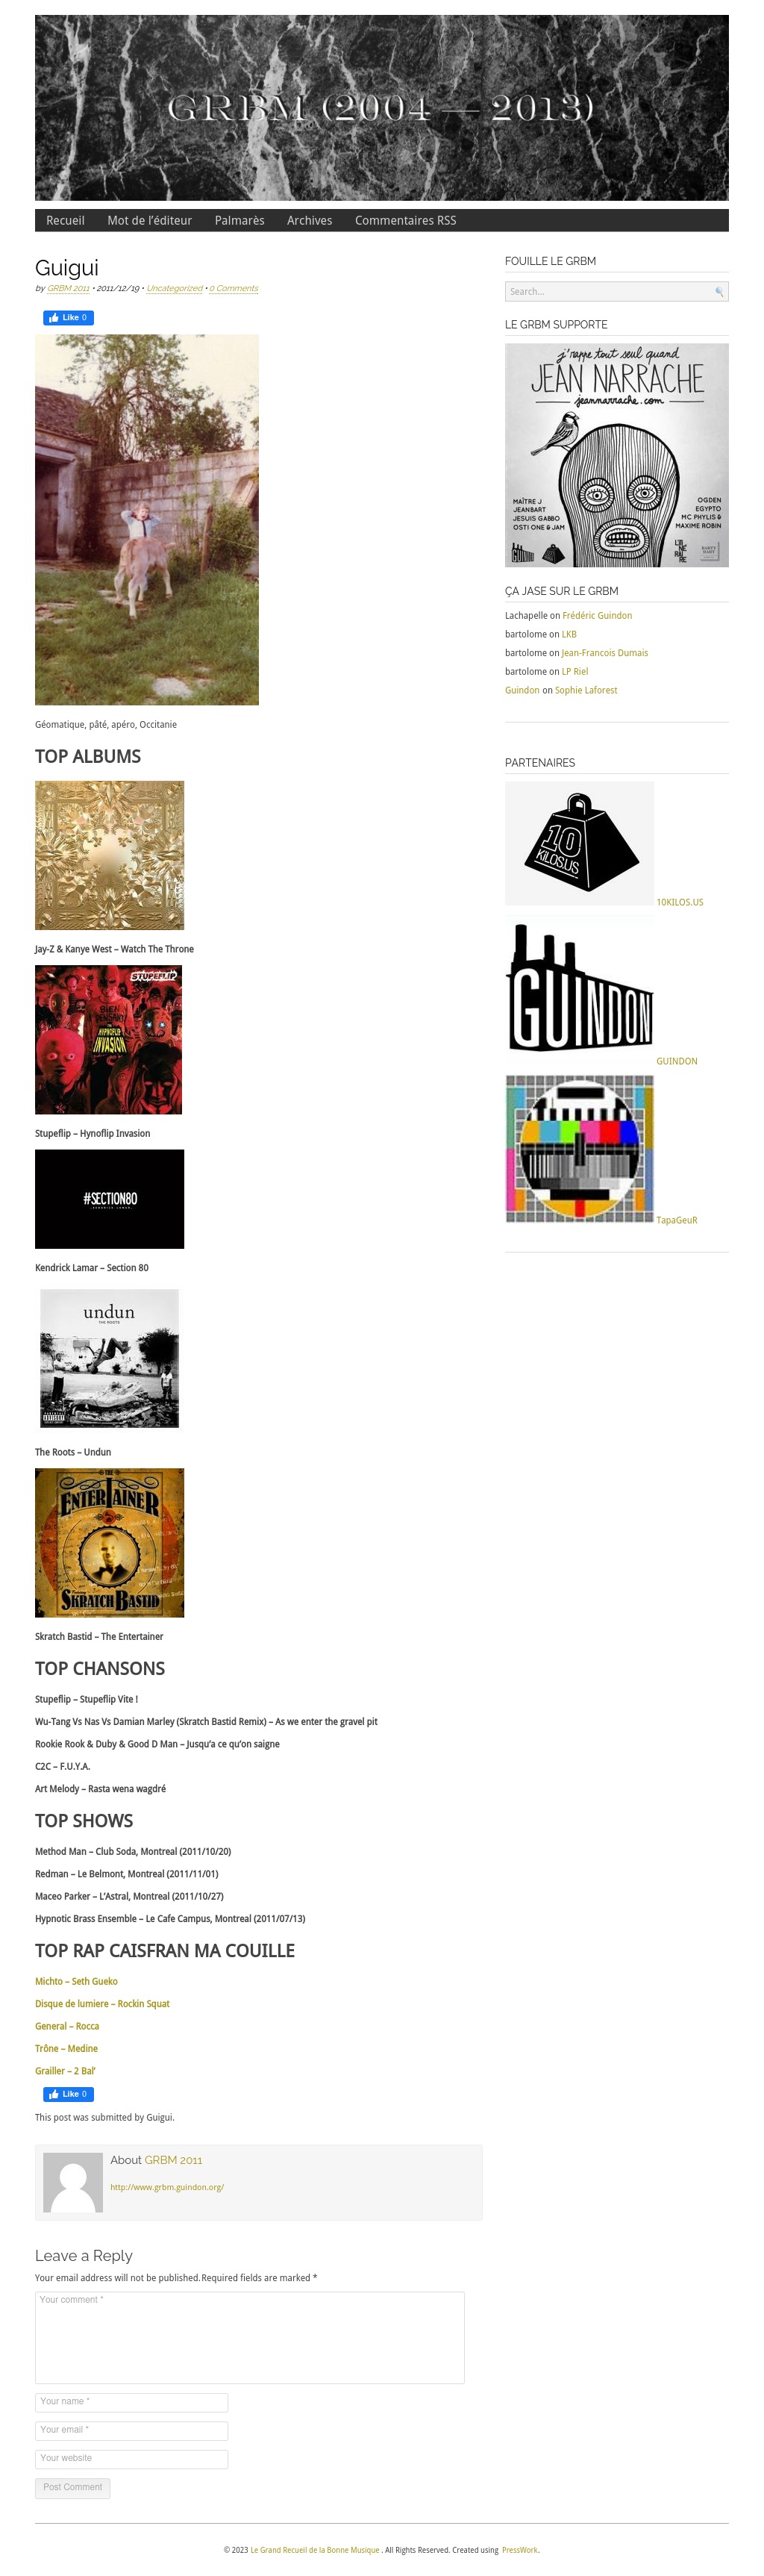 GRBM (2004 — 2013)
Recueil
Mot de l'éditeur
Palmarès
Archives
Commentaires RSS
Guigui
by GRBM 2011 • 2011/12/19 • Uncategorized • 0 Comments
Like 0
Géomatique, pâté, apéro, Occitanie
TOP ALBUMS
Jay-Z & Kanye West – Watch The Throne
STUPEFLIP
THE HYPNOFLIP
INVASION
Stupeflip – Hynoflip Invasion
#SECTION80
KENDRICK LAMAR
Kendrick Lamar – Section 80
undun
THE ROOTS
The Roots – Undun
THE
ENTERTAINER
SKRATCH BASTID
Skratch Bastid – The Entertainer
TOP CHANSONS
Stupeflip – Stupeflip Vite !
Wu-Tang Vs Nas Vs Damian Marley (Skratch Bastid Remix) – As we enter the gravel pit
Rookie Rook & Duby & Good D Man – Jusqu'a ce qu'on saigne
C2C – F.U.Y.A.
Art Melody – Rasta wena wagdré
TOP SHOWS
Method Man – Club Soda, Montreal (2011/10/20)
Redman – Le Belmont, Montreal (2011/11/01)
Maceo Parker – L'Astral, Montreal (2011/10/27)
Hypnotic Brass Ensemble – Le Cafe Campus, Montreal (2011/07/13)
TOP RAP CAISFRAN MA COUILLE
Michto – Seth Gueko
Disque de lumiere – Rockin Squat
General – Rocca
Trône – Medine
Grailler – 2 Bal'
Like 0
This post was submitted by Guigui.
About GRBM 2011
http://www.grbm.guindon.org/
Leave a Reply
Your email address will not be published.Required fields are marked *
Your comment *
Your name *
Your email *
Your website
Post Comment
FOUILLE LE GRBM
Search...
LE GRBM SUPPORTE
j'rappe tout seul quand
JEAN NARRACHE
jeannarrache.com
MAÎTRE J
JEANBART
JESUIS GABBO
OSTI ONE & JAM
OGDEN
EGYPTO
MC PHYLIS &
MAXIME ROBIN
ÇA JASE SUR LE GRBM
Lachapelle on Frédéric Guindon
bartolome on LKB
bartolome on Jean-Francois Dumais
bartolome on LP Riel
Guindon on Sophie Laforest
PARTENAIRES
10
KILOS.US
10KILOS.US
GUINDON
GUINDON
TapaGeuR
© 2023 Le Grand Recueil de la Bonne Musique . All Rights Reserved. Created using PressWork.